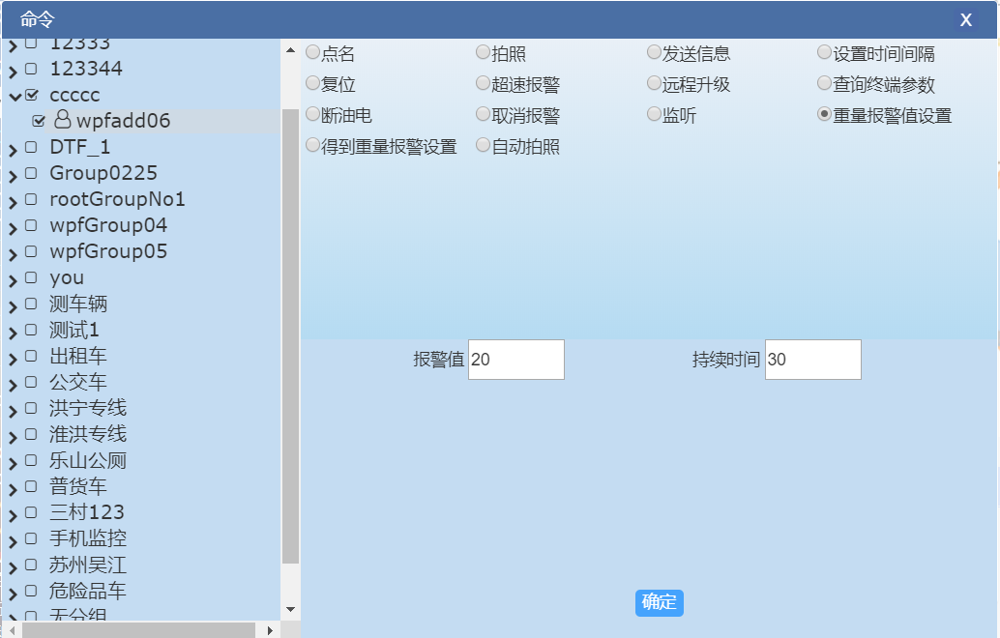 命令
X
12333
123344
ccccc
wpfadd06
DTF_1
Group0225
rootGroupNo1
wpfGroup04
wpfGroup05
you
测车辆
测试1
出租车
公交车
洪宁专线
淮洪专线
乐山公厕
普货车
三村123
手机监控
苏州吴江
危险品车
无分组
点名 拍照 发送信息 设置时间间隔
复位 超速报警 远程升级 查询终端参数
断油电 取消报警 监听 重量报警值设置
得到重量报警设置 自动拍照
报警值 20 持续时间 30
确定